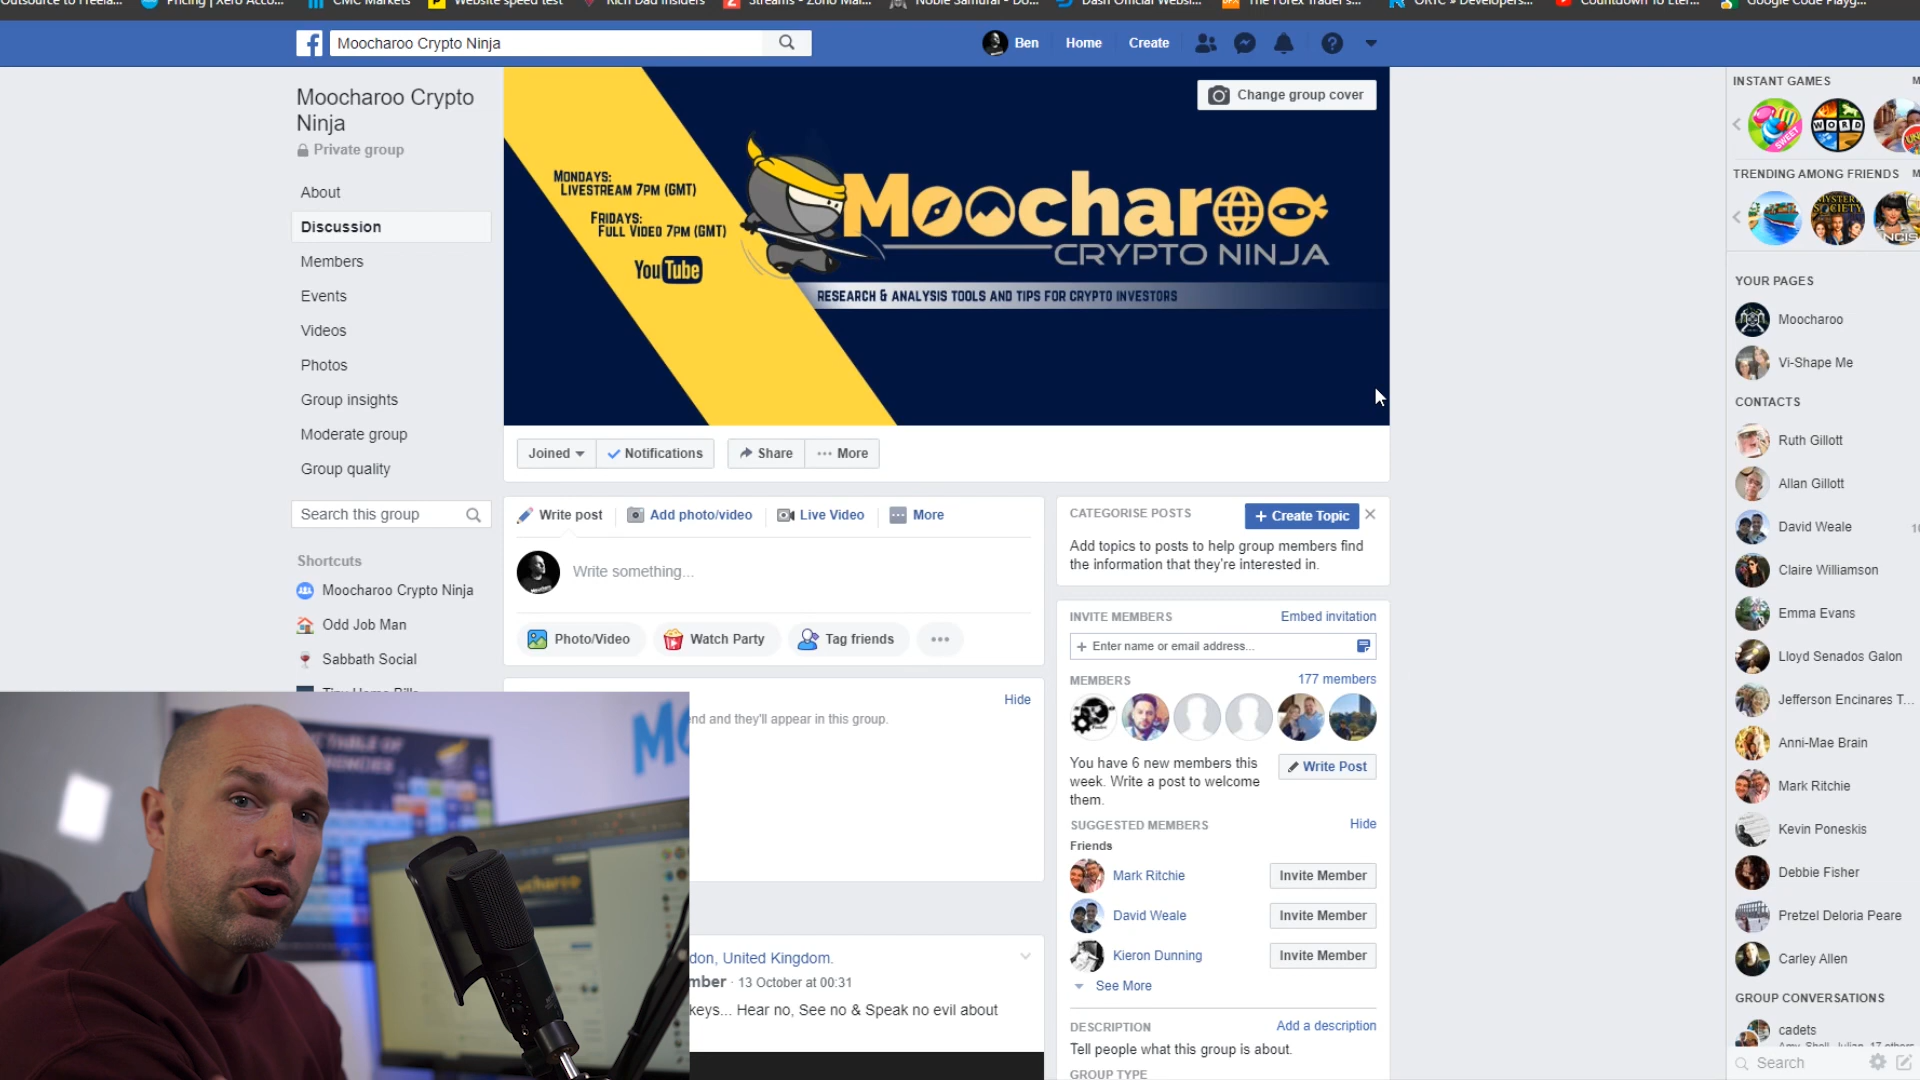 Outsource to Freela...
Pricing | Xero Acco...
CMC Markets
Website speed test
Rich Dad Insiders
Streams - Zoho Mai...
Noble Samurai - Do...
Dash Official Websi...
The Forex Trader's...
ORTC » Developers...
Countdown To Eter...
Google Code Playg...
Moocharoo Crypto Ninja
Ben
Home
Create
Moocharoo Crypto
Ninja
Private group
About
Discussion
Members
Events
Videos
Photos
Group insights
Moderate group
Group quality
Search this group
Shortcuts
Moocharoo Crypto Ninja
Odd Job Man
Sabbath Social
Change group cover
MONDAYS:
LIVESTREAM 7PM (GMT)
FRIDAYS:
FULL VIDEO 7PM (GMT)
YouTube
Moocharoo
CRYPTO NINJA
RESEARCH & ANALYSIS TOOLS AND TIPS FOR CRYPTO INVESTORS
Joined
Notifications
Share
More
Write post
Add photo/video
Live Video
More
Write something...
Photo/Video
Watch Party
Tag friends
Hide
nd and they'll appear in this group.
don, United Kingdom.
mber · 13 October at 00:31
keys... Hear no, See no & Speak no evil about
CATEGORISE POSTS
+ Create Topic
Add topics to posts to help group members find
the information that they're interested in.
INVITE MEMBERS
Embed invitation
+ Enter name or email address...
MEMBERS
177 members
You have 6 new members this
week. Write a post to welcome
them.
Write Post
SUGGESTED MEMBERS
Hide
Friends
Mark Ritchie
Invite Member
David Weale
Invite Member
Kieron Dunning
Invite Member
See More
DESCRIPTION
Add a description
Tell people what this group is about.
GROUP TYPE
INSTANT GAMES
M
SWEET
WORD
TRENDING AMONG FRIENDS
M
MYSTERY
SOCIETY
NCIS
YOUR PAGES
Moocharoo
Vi-Shape Me
CONTACTS
Ruth Gillott
Allan Gillott
David Weale
Claire Williamson
Emma Evans
Lloyd Senados Galon
Jefferson Encinares T...
Anni-Mae Brain
Mark Ritchie
Kevin Poneskis
Debbie Fisher
Pretzel Deloria Peare
Carley Allen
GROUP CONVERSATIONS
cadets
Search